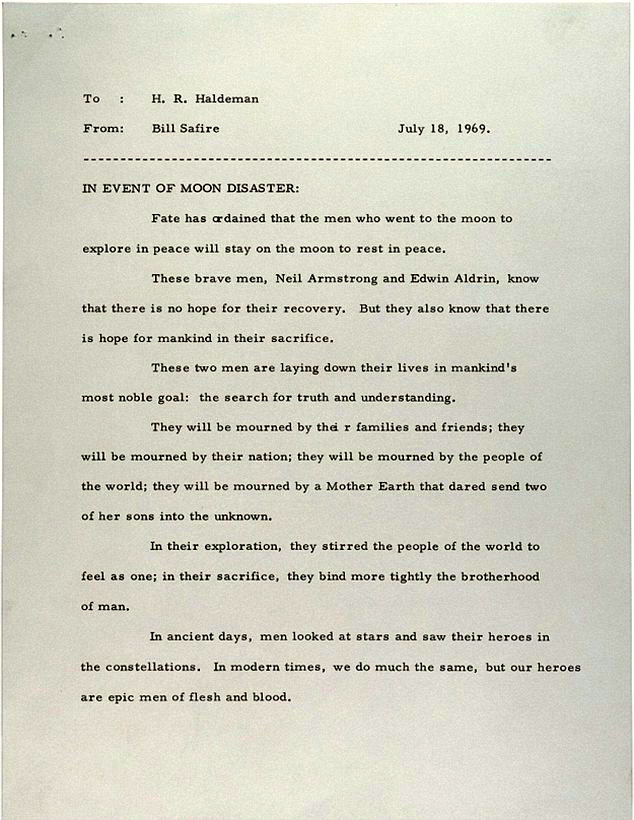 To : H. R. Haldeman
From: Bill Safire July 18, 1969.
--------------------------------------------------------------------------------
IN EVENT OF MOON DISASTER:
Fate has ordained that the men who went to the moon to
explore in peace will stay on the moon to rest in peace.
These brave men, Neil Armstrong and Edwin Aldrin, know
that there is no hope for their recovery. But they also know that there
is hope for mankind in their sacrifice.
These two men are laying down their lives in mankind's
most noble goal: the search for truth and understanding.
They will be mourned by thei r families and friends; they
will be mourned by their nation; they will be mourned by the people of
the world; they will be mourned by a Mother Earth that dared send two
of her sons into the unknown.
In their exploration, they stirred the people of the world to
feel as one; in their sacrifice, they bind more tightly the brotherhood
of man.
In ancient days, men looked at stars and saw their heroes in
the constellations. In modern times, we do much the same, but our heroes
are epic men of flesh and blood.